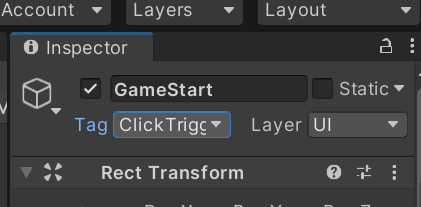 Account Layers Layout
Inspector
GameStart Static
Tag ClickTrigg Layer UI
Rect Transform